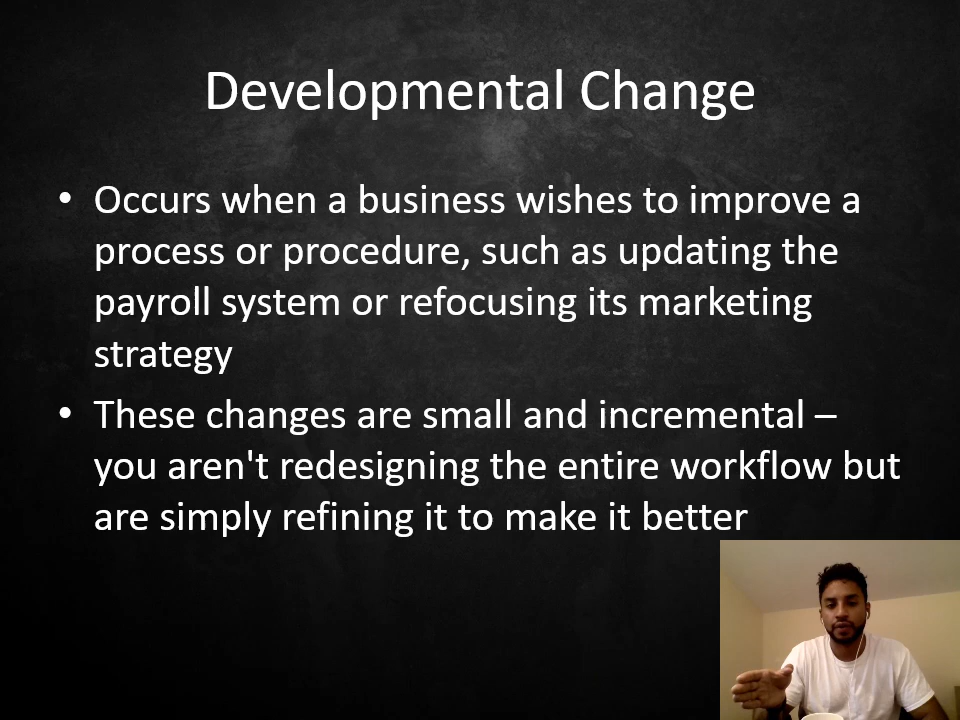 Developmental Change
• Occurs when a business wishes to improve a
process or procedure, such as updating the
payroll system or refocusing its marketing
strategy
• These changes are small and incremental –
you aren't redesigning the entire workflow but
are simply refining it to make it better